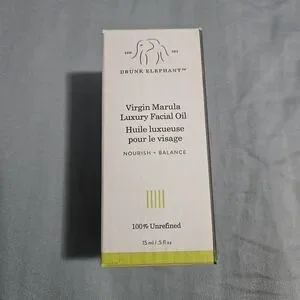 DRUNK ELEPHANT™
Virgin Marula
Luxury Facial Oil
Huile luxueuse
pour le visage
NOURISH + BALANCE
100% Unrefined
15 ml / .5 fl oz